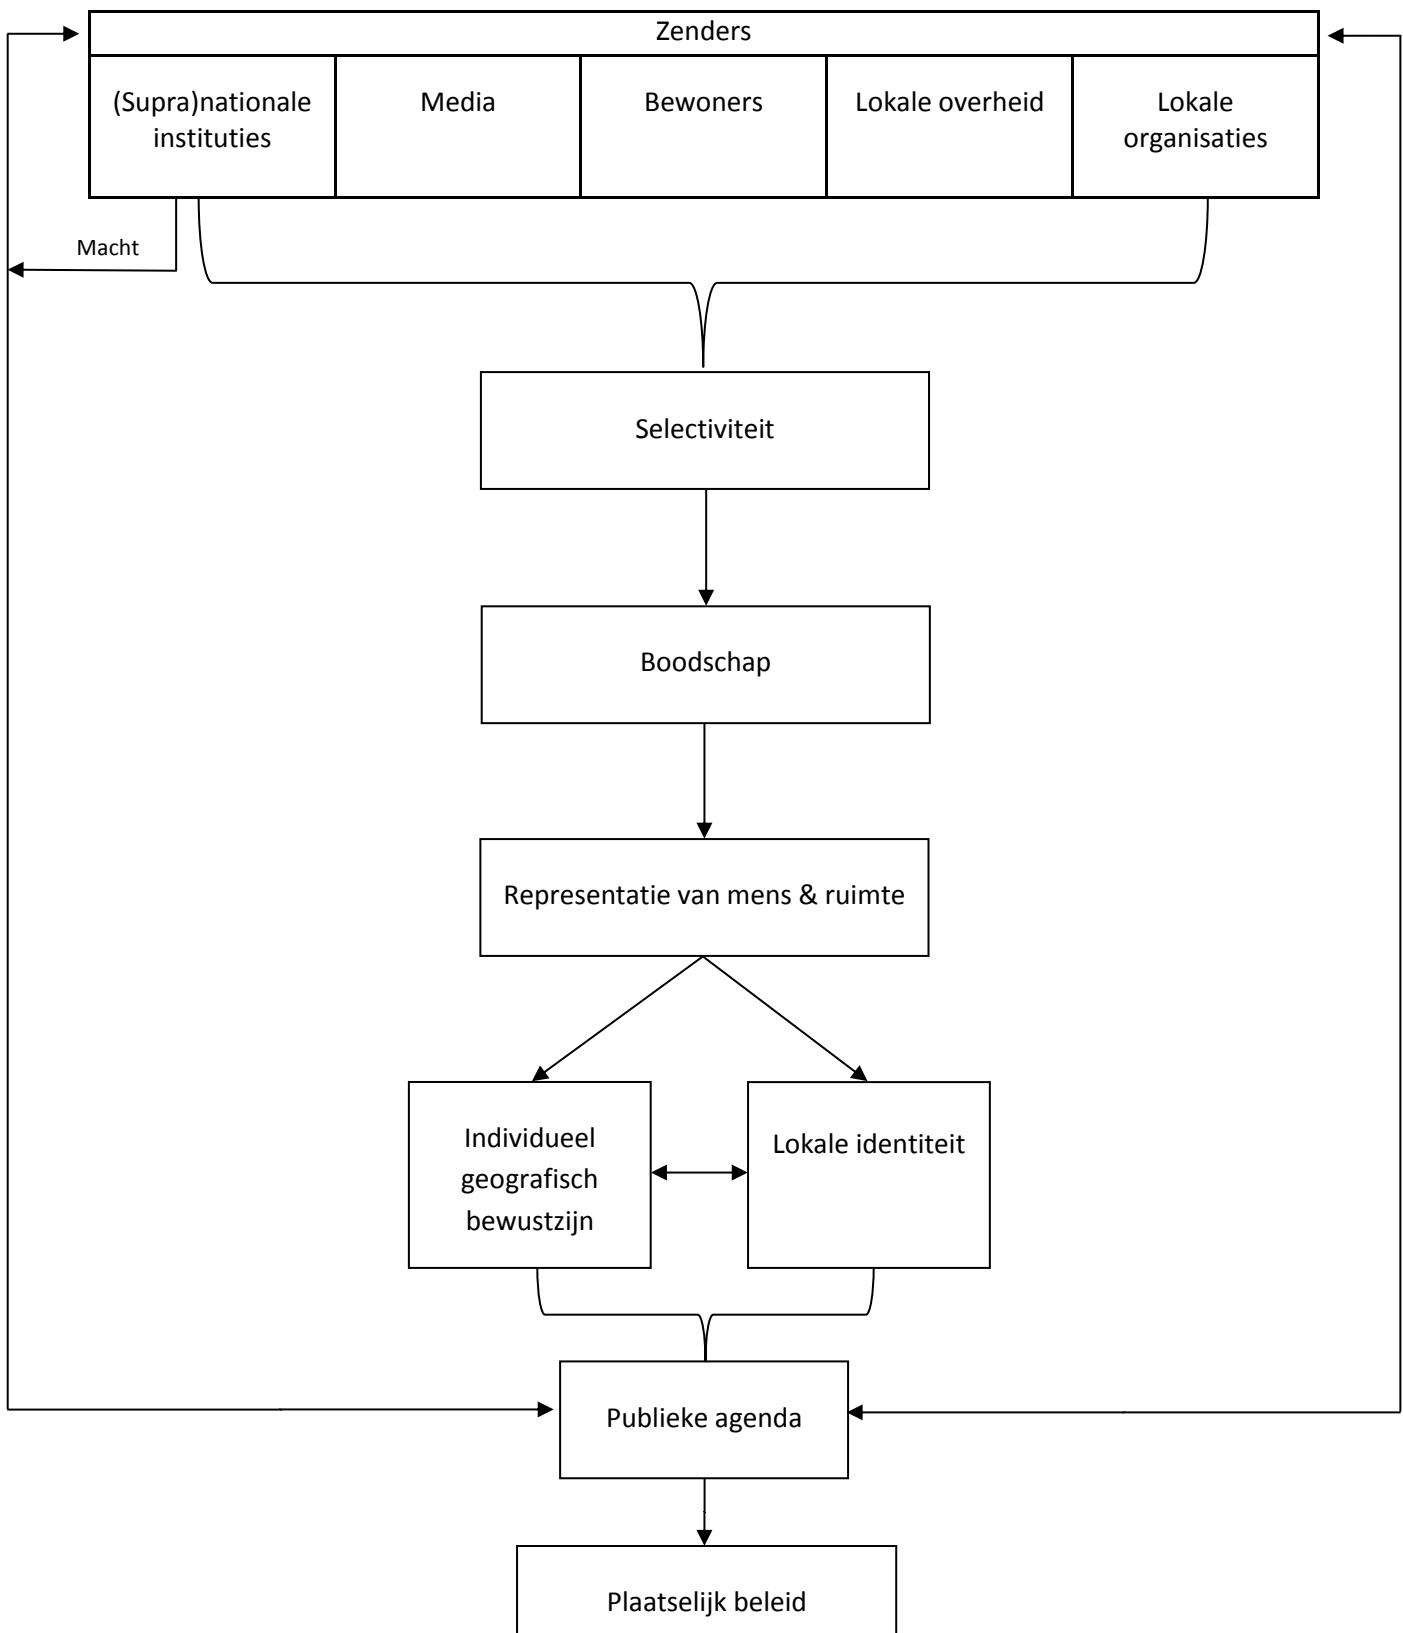 Zenders
(Supra)nationale
instituties
Media
Bewoners
Lokale overheid
Lokale
organisaties
Macht
Selectiviteit
Boodschap
Representatie van mens & ruimte
Individueel
geografisch
bewustzijn
Lokale identiteit
Publieke agenda
Plaatselijk beleid